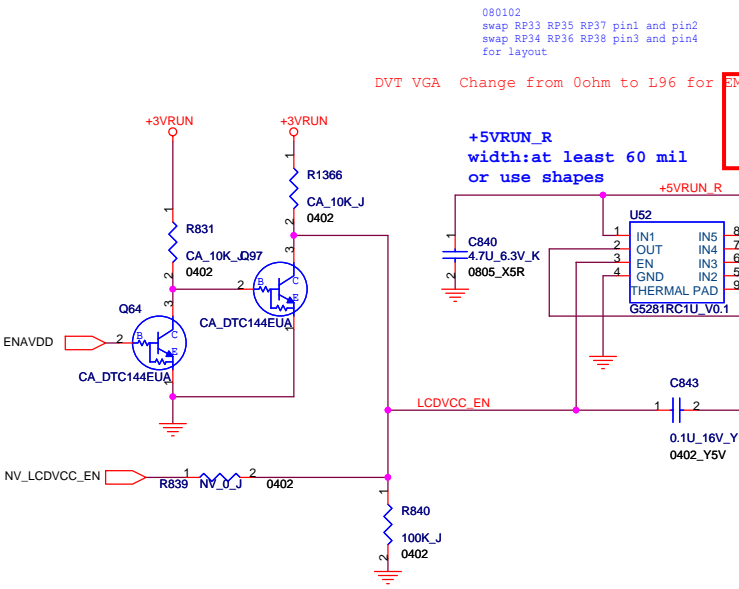 080102
swap RP33 RP35 RP37 pin1 and pin2
swap RP34 RP36 RP38 pin3 and pin4
for layout
DVT VGA  Change from 0ohm to L96 for EM
+3VRUN
+3VRUN
+5VRUN_R
width:at least 60 mil
or use shapes
+5VRUN_R
1
R1366
CA_10K_J
2
0402
1
R831
CA_10K_J
2
0402
3
Q97
2
B
C
E
CA_DTC144EUA
1
Q64
3
ENAVDD
2
B
C
E
CA_DTC144EUA
1
1
C840
4.7U_6.3V_K
2
0805_X5R
U52
1
IN1
IN5
8
2
OUT
IN4
7
3
EN
IN3
6
4
GND
IN2
5
THERMAL PAD
9
G5281RC1U_V0.1
LCDVCC_EN
C843
1
2
0.1U_16V_Y
0402_Y5V
NV_LCDVCC_EN
1
2
R839
NV_0_J
0402
1
R840
100K_J
2
0402